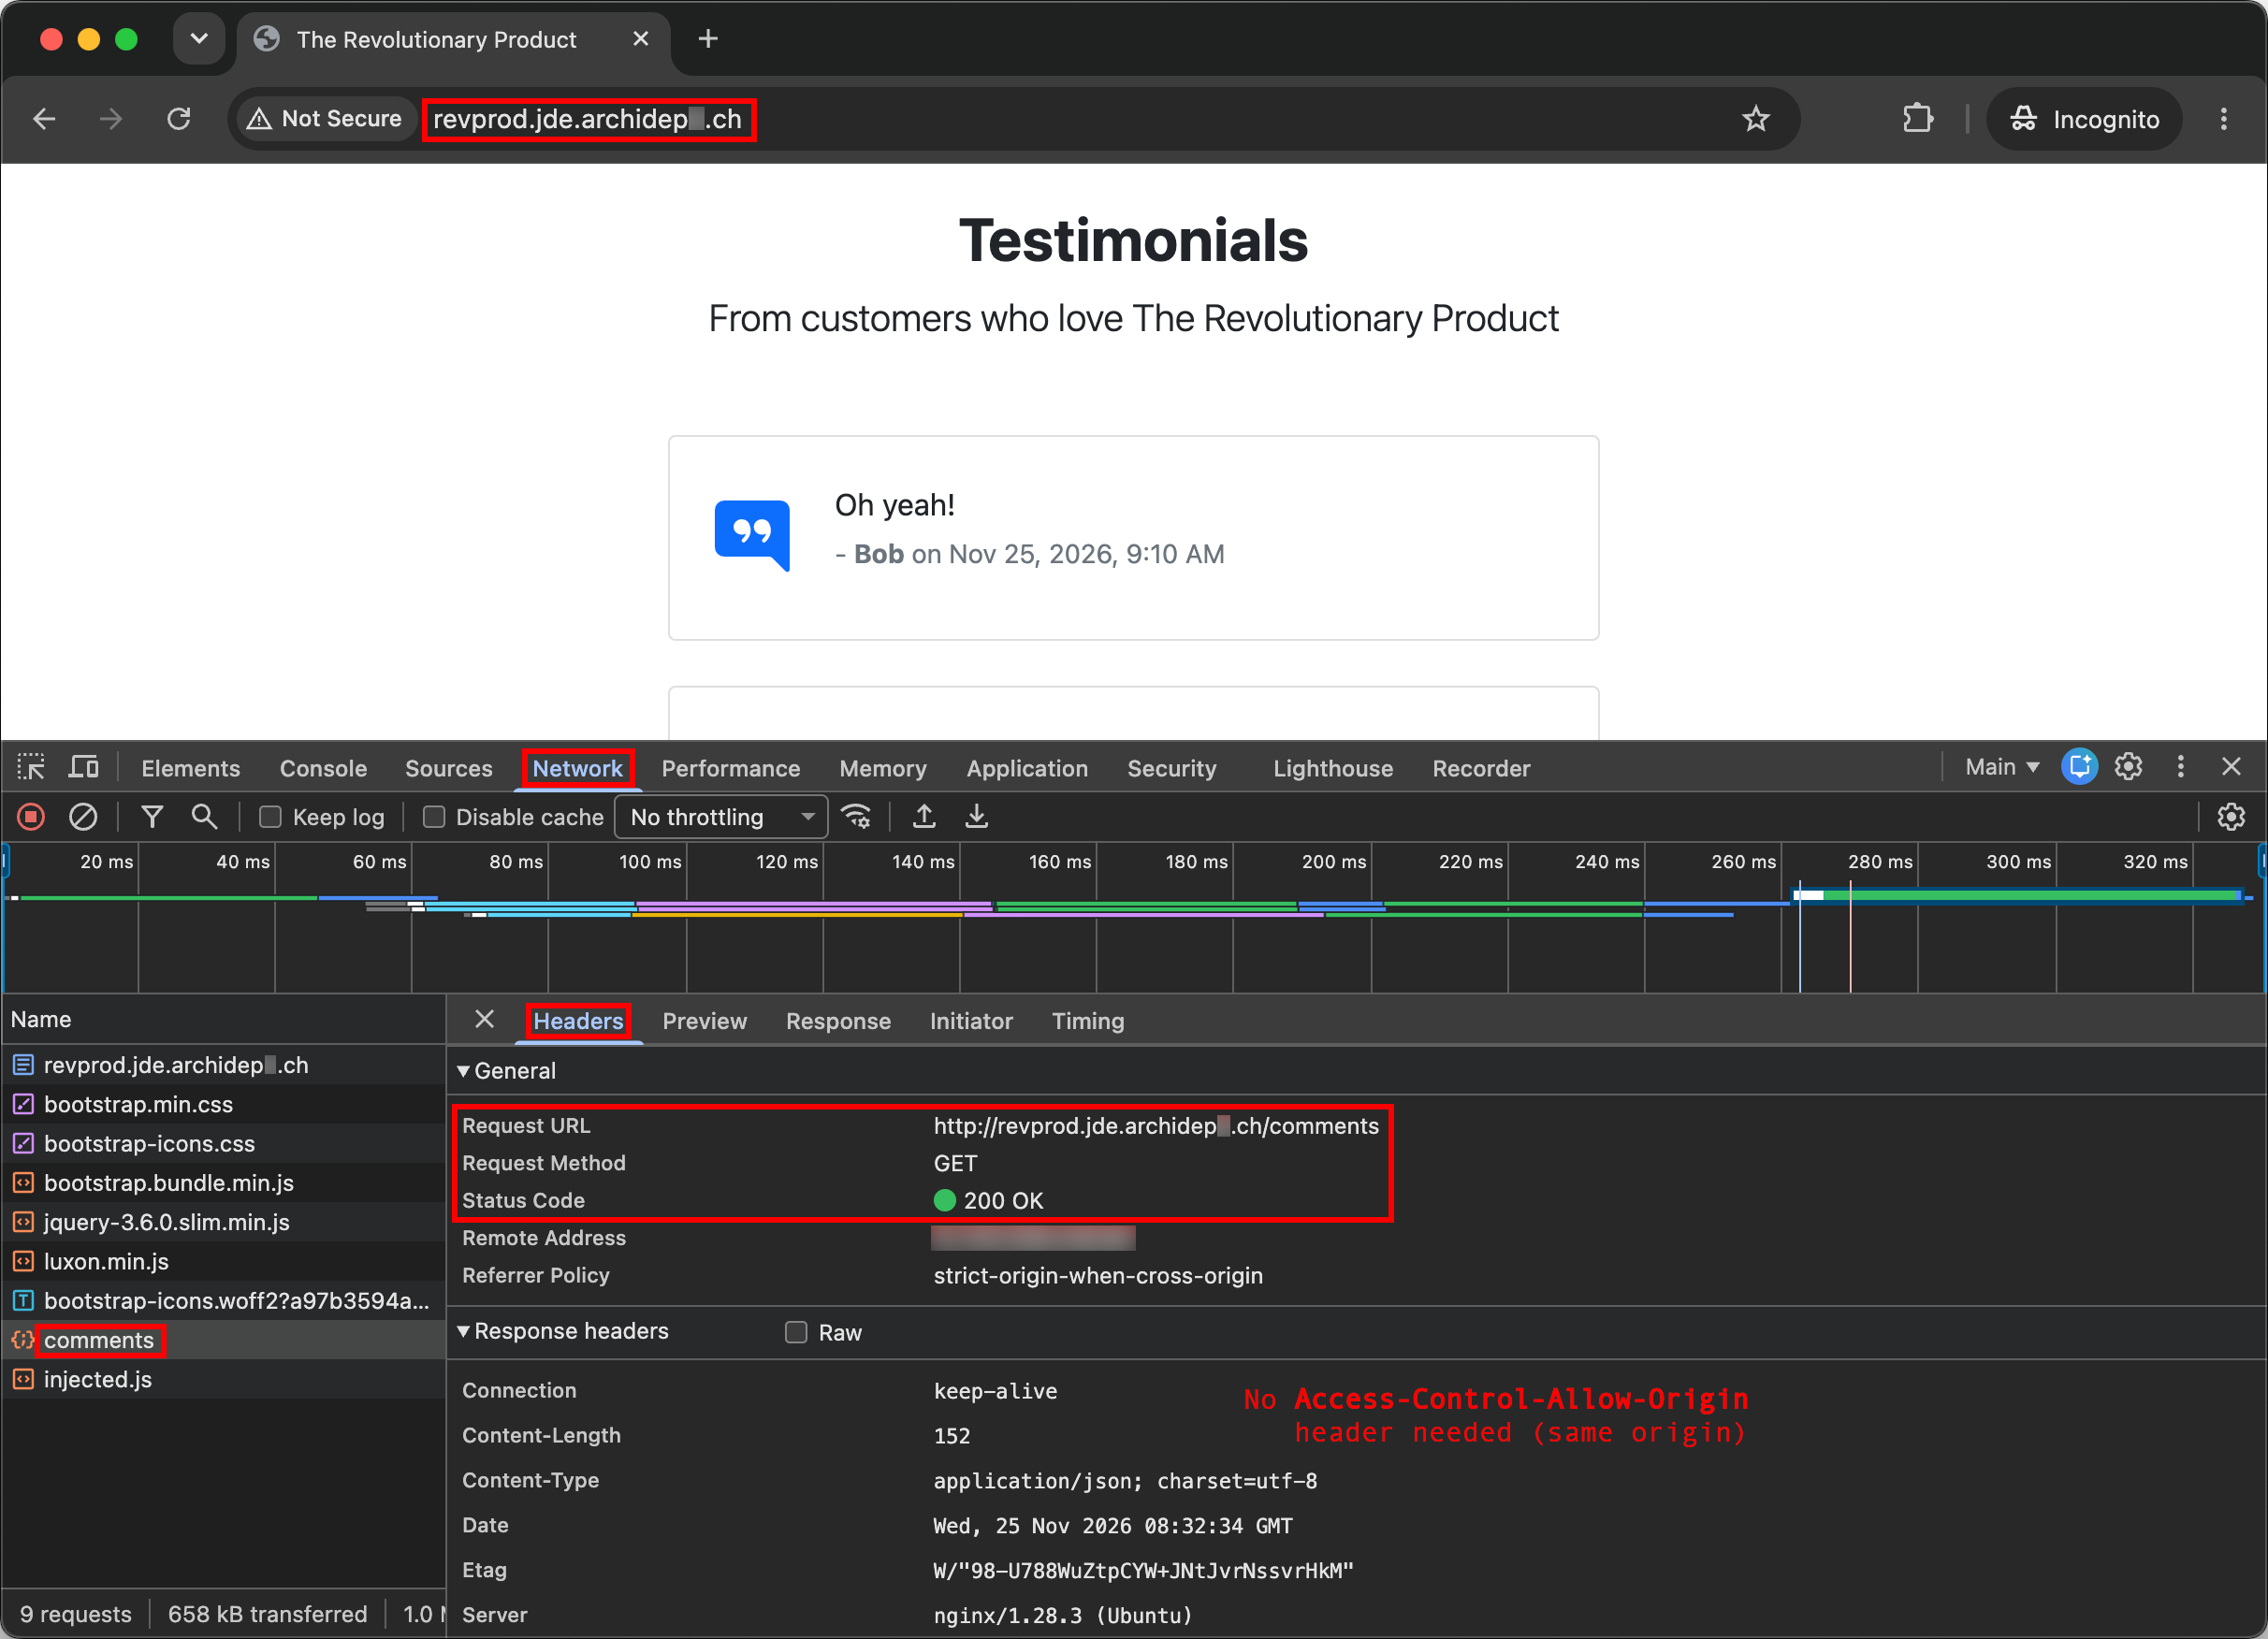 The Revolutionary Product
Not Secure
revprod.jde.archidep .ch
Incognito
Testimonials
From customers who love The Revolutionary Product
Oh yeah!
- Bob on Nov 25, 2026, 9:10 AM
Elements Console Sources Network Performance Memory Application Security Lighthouse Recorder Main
Keep log Disable cache No throttling
20 ms 40 ms 60 ms 80 ms 100 ms 120 ms 140 ms 160 ms 180 ms 200 ms 220 ms 240 ms 260 ms 280 ms 300 ms 320 ms
Name
revprod.jde.archidep .ch
bootstrap.min.css
bootstrap-icons.css
bootstrap.bundle.min.js
jquery-3.6.0.slim.min.js
luxon.min.js
bootstrap-icons.woff2?a97b3594a...
comments
injected.js
9 requests 658 kB transferred 1.0
Headers Preview Response Initiator Timing
General
Request URL http://revprod.jde.archidep .ch/comments
Request Method GET
Status Code 200 OK
Remote Address
Referrer Policy strict-origin-when-cross-origin
Response headers Raw
Connection keep-alive
Content-Length 152
Content-Type application/json; charset=utf-8
Date Wed, 25 Nov 2026 08:32:34 GMT
Etag W/"98-U788WuZtpCYW+JNtJvrNssvrHkM"
Server nginx/1.28.3 (Ubuntu)
No Access-Control-Allow-Origin
header needed (same origin)